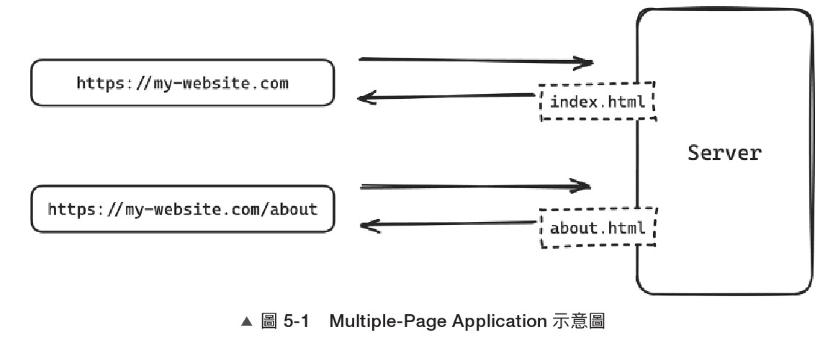 https://my-website.com
index.html
Server
https://my-website.com/about
about.html
▲ 圖 5-1 Multiple-Page Application 示意圖